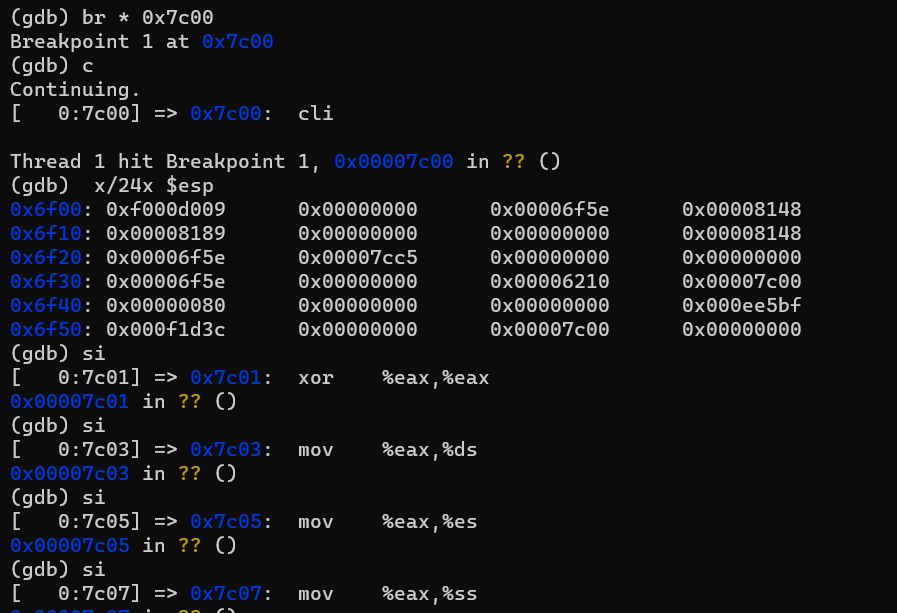 (gdb) br * 0x7c00
Breakpoint 1 at 0x7c00
(gdb) c
Continuing.
[   0:7c00] => 0x7c00:  cli
Thread 1 hit Breakpoint 1, 0x00007c00 in ?? ()
(gdb)  x/24x $esp
0x6f00: 0xf000d009      0x00000000      0x00006f5e      0x00008148
0x6f10: 0x00008189      0x00000000      0x00000000      0x00008148
0x6f20: 0x00006f5e      0x00007cc5      0x00000000      0x00000000
0x6f30: 0x00006f5e      0x00000000      0x00006210      0x00007c00
0x6f40: 0x00000080      0x00000000      0x00000000      0x000ee5bf
0x6f50: 0x000f1d3c      0x00000000      0x00007c00      0x00000000
(gdb) si
[   0:7c01] => 0x7c01:  xor    %eax,%eax
0x00007c01 in ?? ()
(gdb) si
[   0:7c03] => 0x7c03:  mov    %eax,%ds
0x00007c03 in ?? ()
(gdb) si
[   0:7c05] => 0x7c05:  mov    %eax,%es
0x00007c05 in ?? ()
(gdb) si
[   0:7c07] => 0x7c07:  mov    %eax,%ss